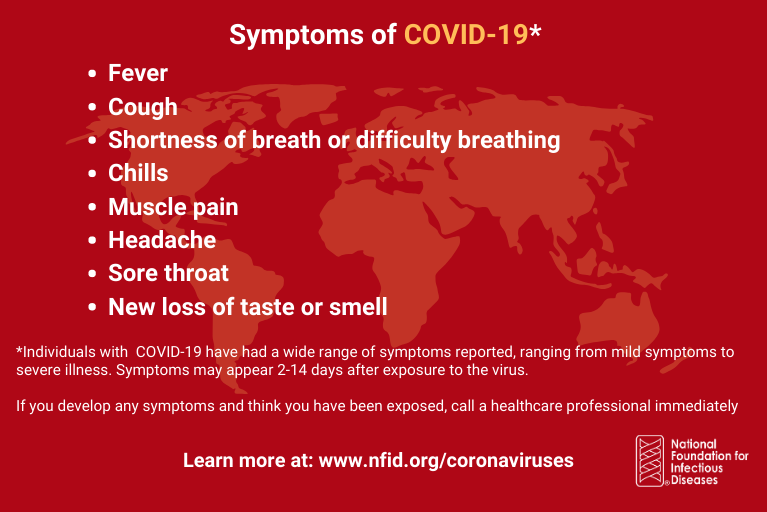 Symptoms of COVID-19*
• Fever
• Cough
• Shortness of breath or difficulty breathing
• Chills
• Muscle pain
• Headache
• Sore throat
• New loss of taste or smell
*Individuals with  COVID-19 have had a wide range of symptoms reported, ranging from mild symptoms to
severe illness. Symptoms may appear 2-14 days after exposure to the virus.
If you develop any symptoms and think you have been exposed, call a healthcare professional immediately
Learn more at: www.nfid.org/coronaviruses
National
Foundation for
Infectious
®Diseases